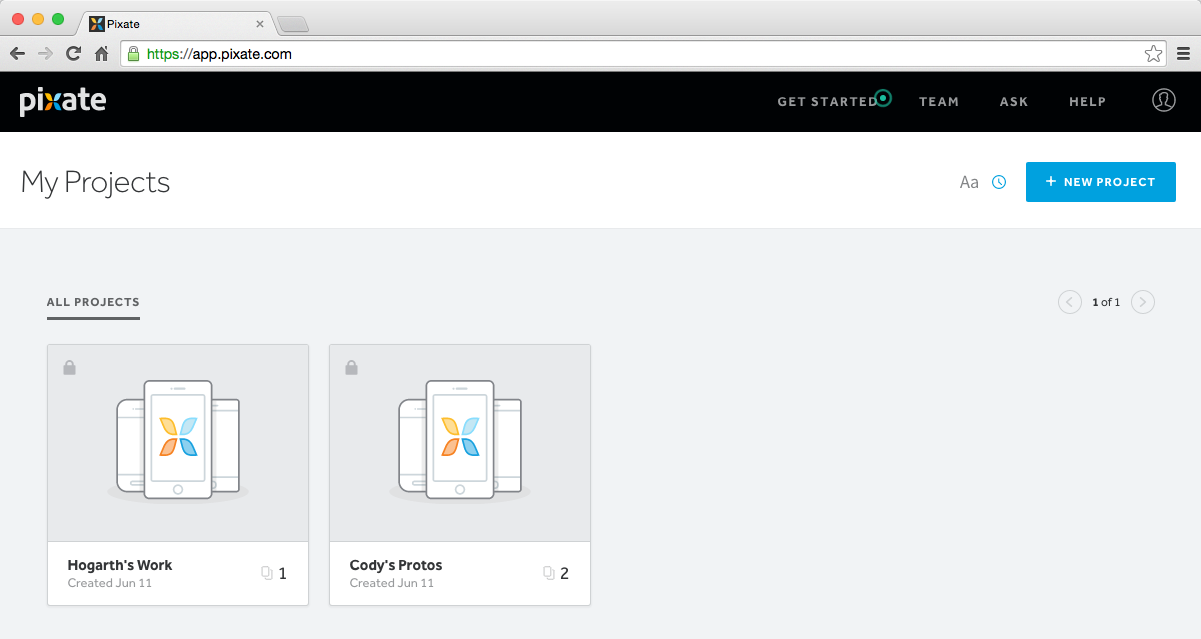 Pixate
https://app.pixate.com
pixate
GET STARTED TEAM ASK HELP
My Projects
Aa
+ NEW PROJECT
ALL PROJECTS
1 of 1
Hogarth's Work
Created Jun 11
1
Cody's Protos
Created Jun 11
2